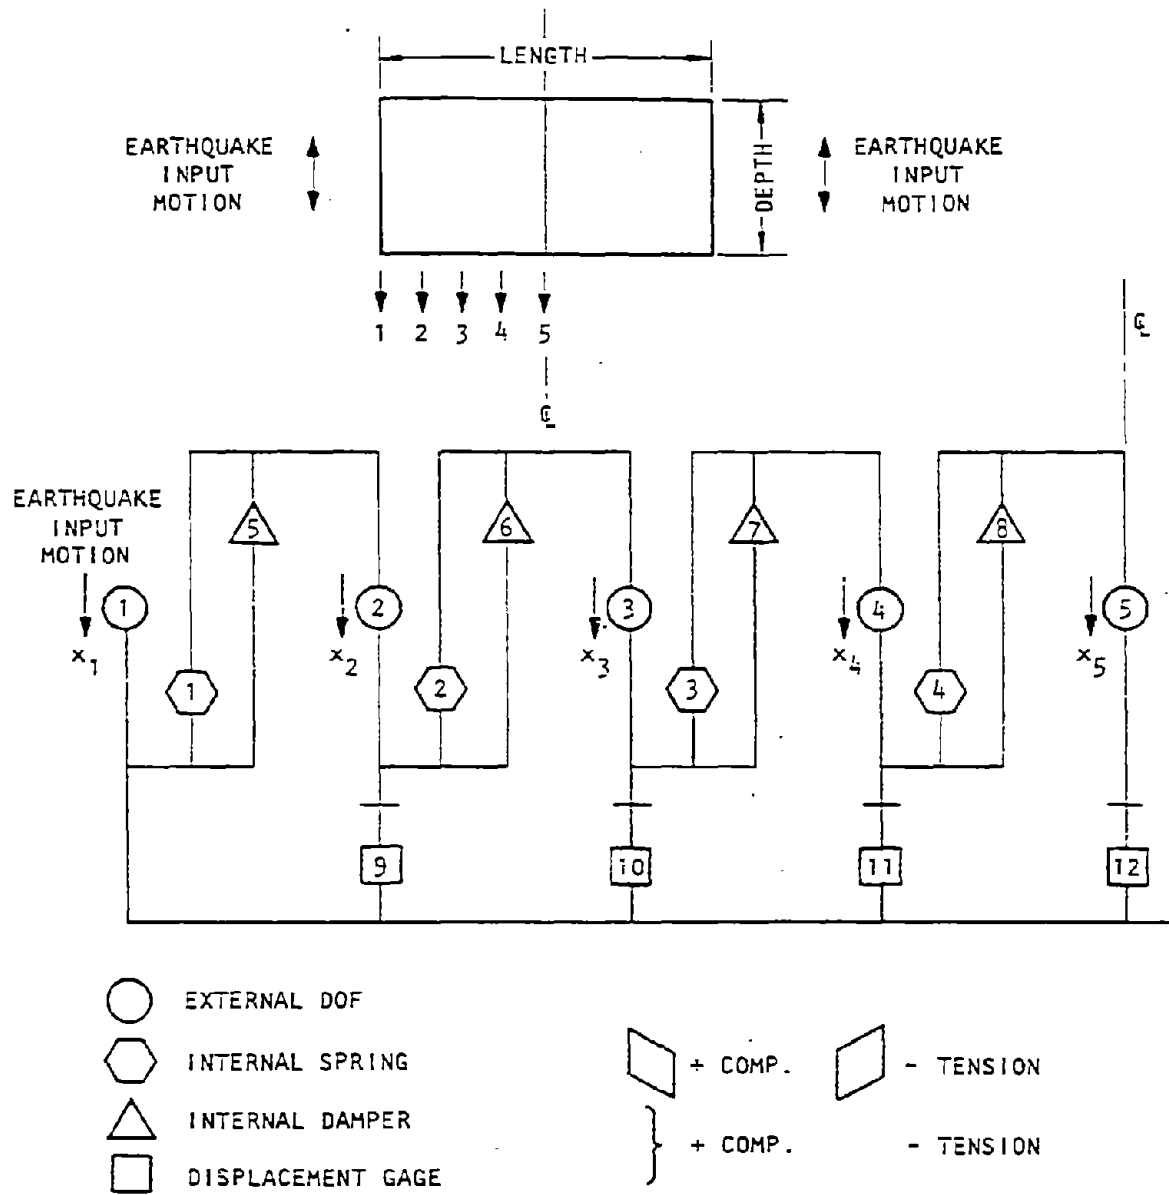 LENGTH
EARTHQUAKE
INPUT
MOTION
DEPTH
EARTHQUAKE
INPUT
MOTION
1 2 3 4 5
℄
℄
EARTHQUAKE
INPUT
MOTION
5 6 7 8
1 2 3 4 5
x1 x2 x3 x4 x5
1 2 3 4
9 10 11 12
EXTERNAL DOF
INTERNAL SPRING
+ COMP. - TENSION
INTERNAL DAMPER
+ COMP. - TENSION
DISPLACEMENT GAGE